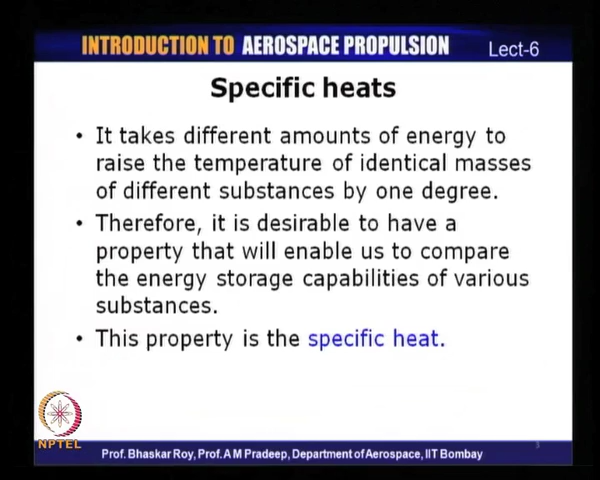 INTRODUCTION TO AEROSPACE PROPULSION Lect-6
Specific heats
• It takes different amounts of energy to
raise the temperature of identical masses
of different substances by one degree.
• Therefore, it is desirable to have a
property that will enable us to compare
the energy storage capabilities of various
substances.
• This property is the specific heat.
NPTEL
3
Prof. Bhaskar Roy, Prof. A M Pradeep, Department of Aerospace, IIT Bombay